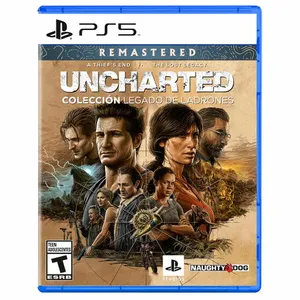 PS5
REMASTERED
A THIEF'S END THE LOST LEGACY
UNCHARTED
COLECCIÓN LEGADO DE LADRONES
TEEN
ADOLESCENTES
T
ESRB
NAUGHTY DOG